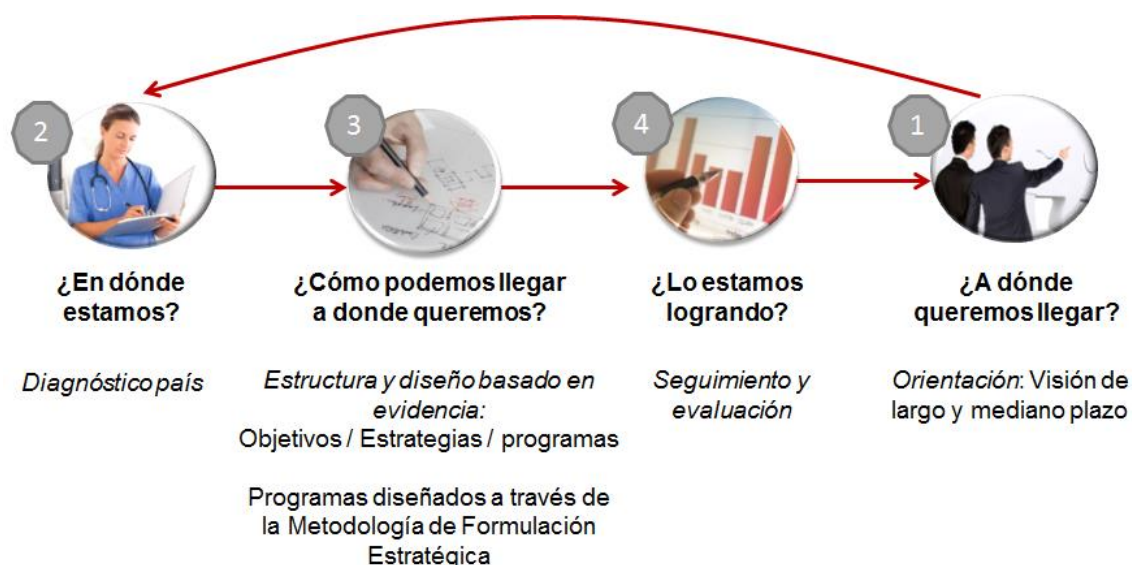 2
3
4
1
¿En dónde
estamos?
¿Cómo podemos llegar
a donde queremos?
¿Lo estamos
logrando?
¿A dónde
queremos llegar?
Diagnóstico país
Estructura y diseño basado en
evidencia:
Objetivos / Estrategias / programas
Programas diseñados a través de
la Metodología de Formulación
Estratégica
Seguimiento y
evaluación
Orientación: Visión de
largo y mediano plazo